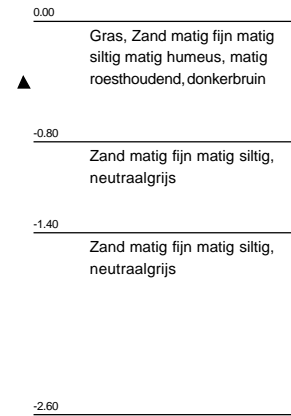 0.00
Gras, Zand matig fijn matig
siltig matig humeus, matig
roesthoudend, donkerbruin
-0.80
Zand matig fijn matig siltig,
neutraalgrijs
-1.40
Zand matig fijn matig siltig,
neutraalgrijs
-2.60